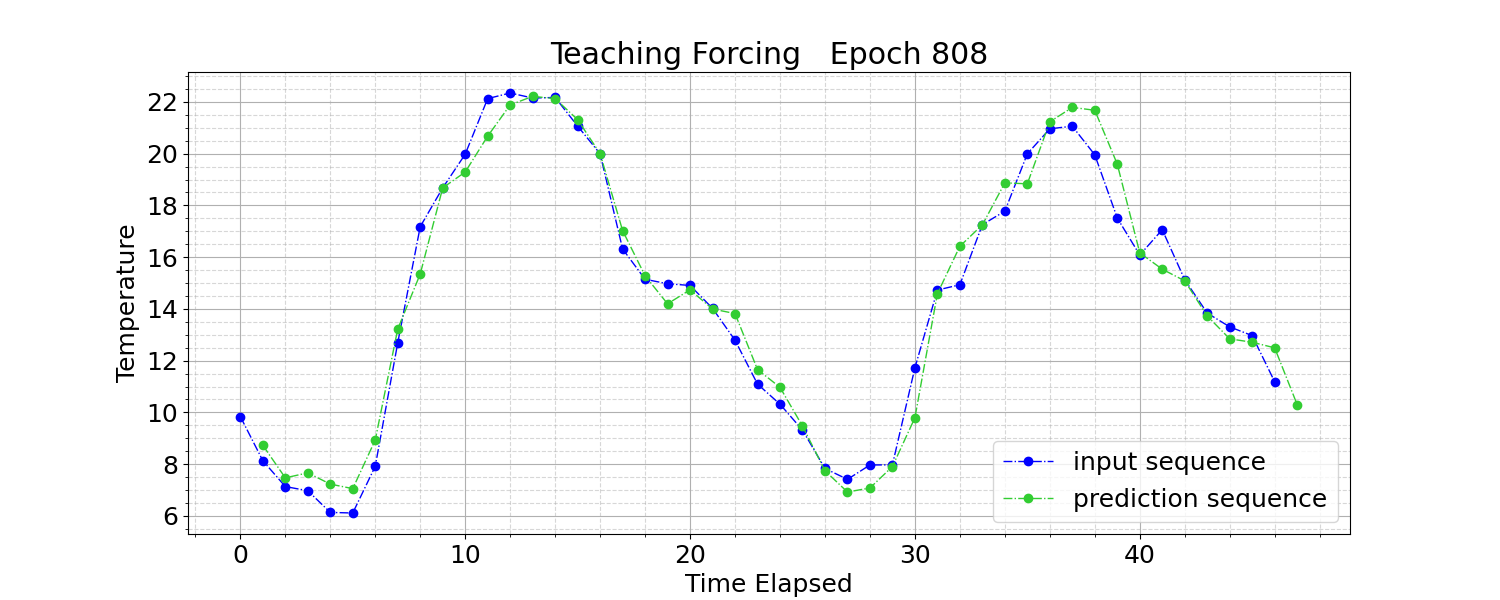 Teaching Forcing   Epoch 808
22
20
18
16
14
12
10
8
6
Temperature
0 10 20 30 40
Time Elapsed
input sequence
prediction sequence